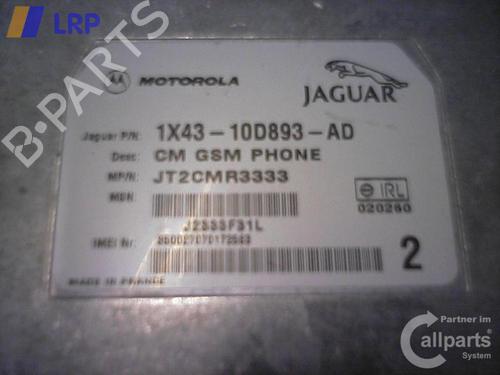 LRP
B-PARTS
MOTOROLA
JAGUAR
Jaguar P/N: 1X43-10D893-AD
Desc: CM GSM PHONE
MP/N: JT2CMR3333
MSN:
e IRL
020260
J2333F31L
IMEI Nr:
2
MADE IN FRANCE
Partner im
Callparts
System